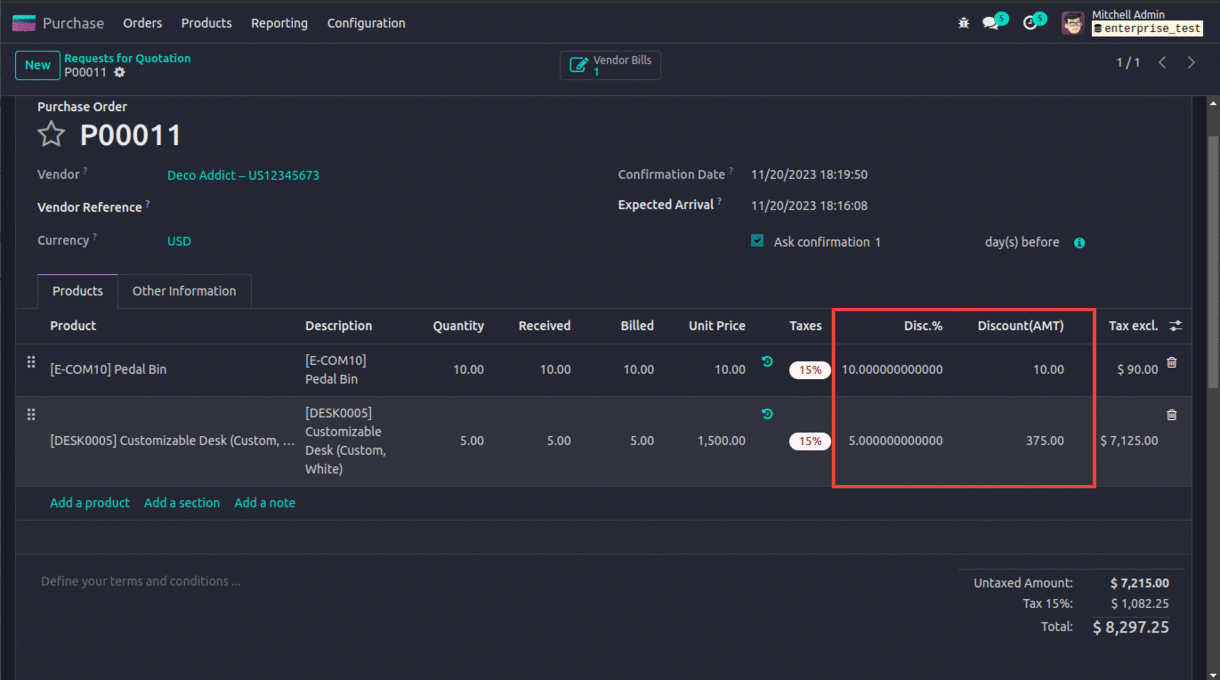 Purchase Orders Products Reporting Configuration 5 5 Mitchell Admin
enterprise_test
New Requests for Quotation Vendor Bills 1 / 1
P00011 1
Purchase Order
P00011
Vendor ? Deco Addict – US12345673 Confirmation Date ? 11/20/2023 18:19:50
Vendor Reference ? Expected Arrival ? 11/20/2023 18:16:08
Currency ? USD Ask confirmation 1 day(s) before
Products Other Information
Product Description Quantity Received Billed Unit Price Taxes Disc.% Discount(AMT) Tax excl.
[E-COM10] Pedal Bin [E-COM10] 10.00 10.00 10.00 10.00 15% 10.000000000000 10.00 $ 90.00
Pedal Bin
[DESK0005]
Customizable
[DESK0005] Customizable Desk (Custom, ... 5.00 5.00 5.00 1,500.00 15% 5.000000000000 375.00 $ 7,125.00
Desk (Custom,
White)
Add a product Add a section Add a note
Define your terms and conditions ... Untaxed Amount: $ 7,215.00
Tax 15%: $ 1,082.25
Total: $ 8,297.25